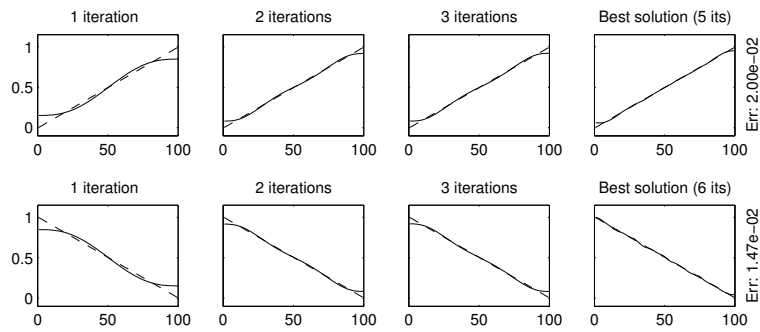 1 iteration 2 iterations 3 iterations Best solution (5 its)
1
0.5
0
0 50 100 0 50 100 0 50 100 0 50 100
Err: 2.00e−02
1 iteration 2 iterations 3 iterations Best solution (6 its)
1
0.5
0
0 50 100 0 50 100 0 50 100 0 50 100
Err: 1.47e−02